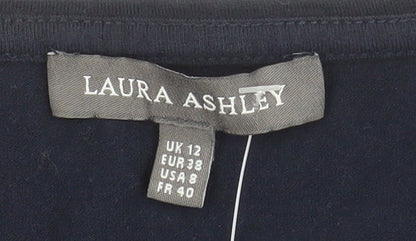 LAURA ASHLEY
UK 12
EUR 38
USA 8
FR 40